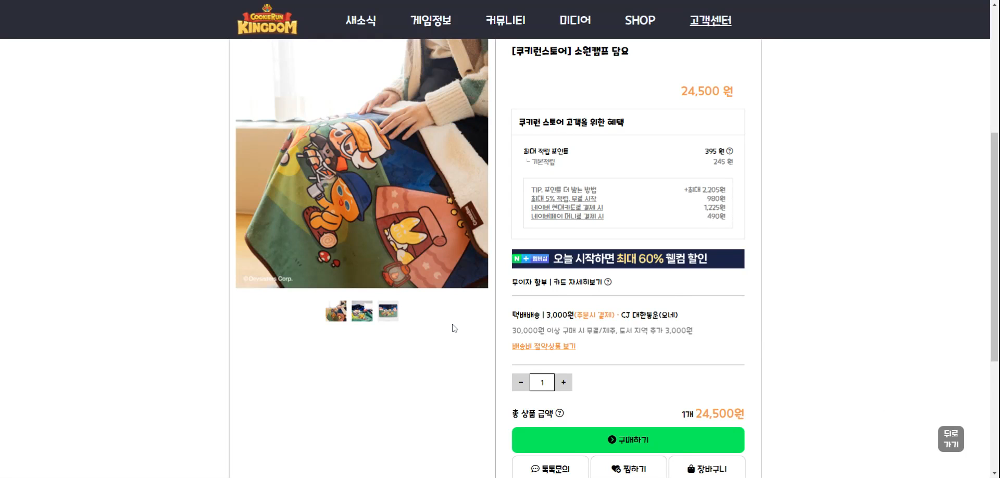 COOKIERUN
KINGDOM
새소식 게임정보 커뮤니티 미디어 SHOP 고객센터
[쿠키런스토어] 소원캠프 담요
24,500 원
쿠키런 스토어 고객을 위한 혜택
최대 적립 포인트 395 원 ?
기본적립 245 원
TIP. 포인트 더 받는 방법 +최대 2,205원
최대 5% 적립, 무료 시작 980원
네이버 현대카드로 결제 시 1,225원
네이버페이 머니로 결제 시 490원
N + 멤버십 오늘 시작하면 최대 60% 웰컴 할인
무이자 할부 | 카드 자세히보기 ?
택배배송 | 3,000원(주문시 결제) · CJ 대한통운(오네)
30,000원 이상 구매 시 무료/제주, 도서 지역 추가 3,000원
배송비 절약상품 보기
- 1 +
총 상품 금액 ? 1개 24,500원
구매하기
톡톡문의 찜하기 장바구니
© Devsisters Corp.
뒤로
가기